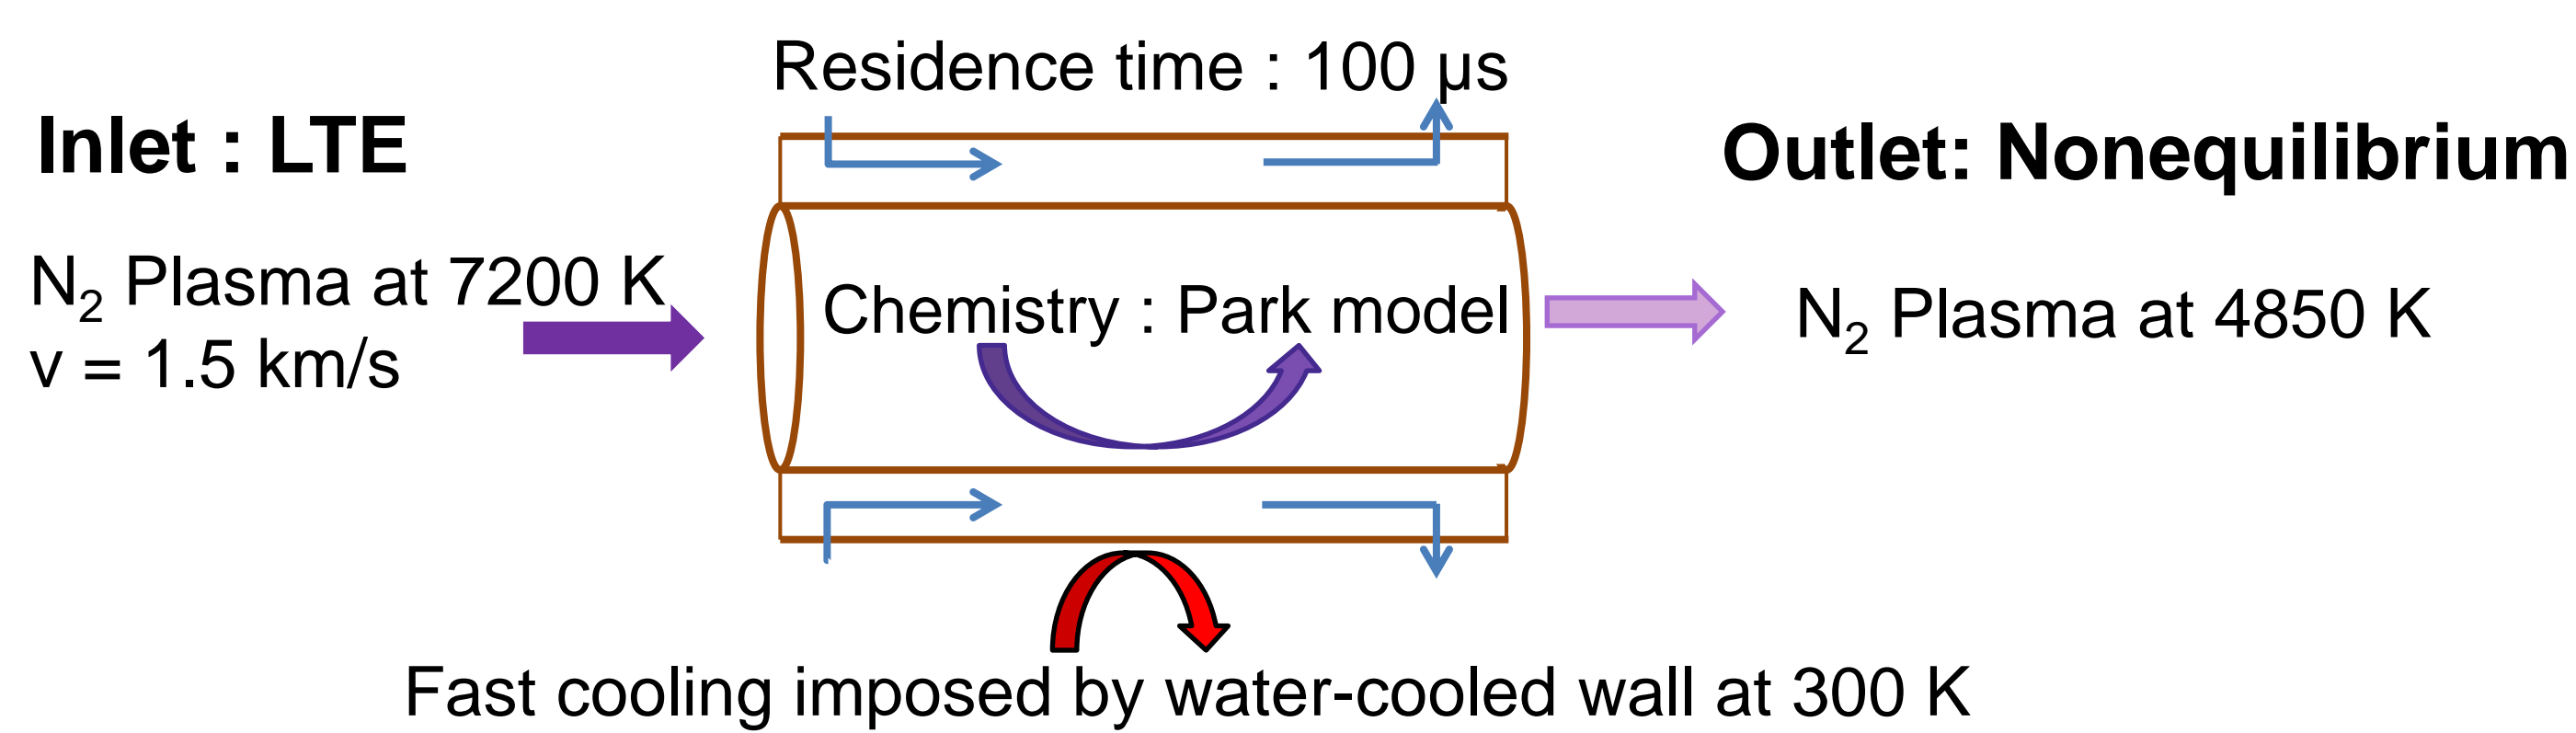 Residence time : 100 µs
Inlet : LTE
Outlet: Nonequilibrium
N₂ Plasma at 7200 K
v = 1.5 km/s
Chemistry : Park model
N₂ Plasma at 4850 K
Fast cooling imposed by water-cooled wall at 300 K